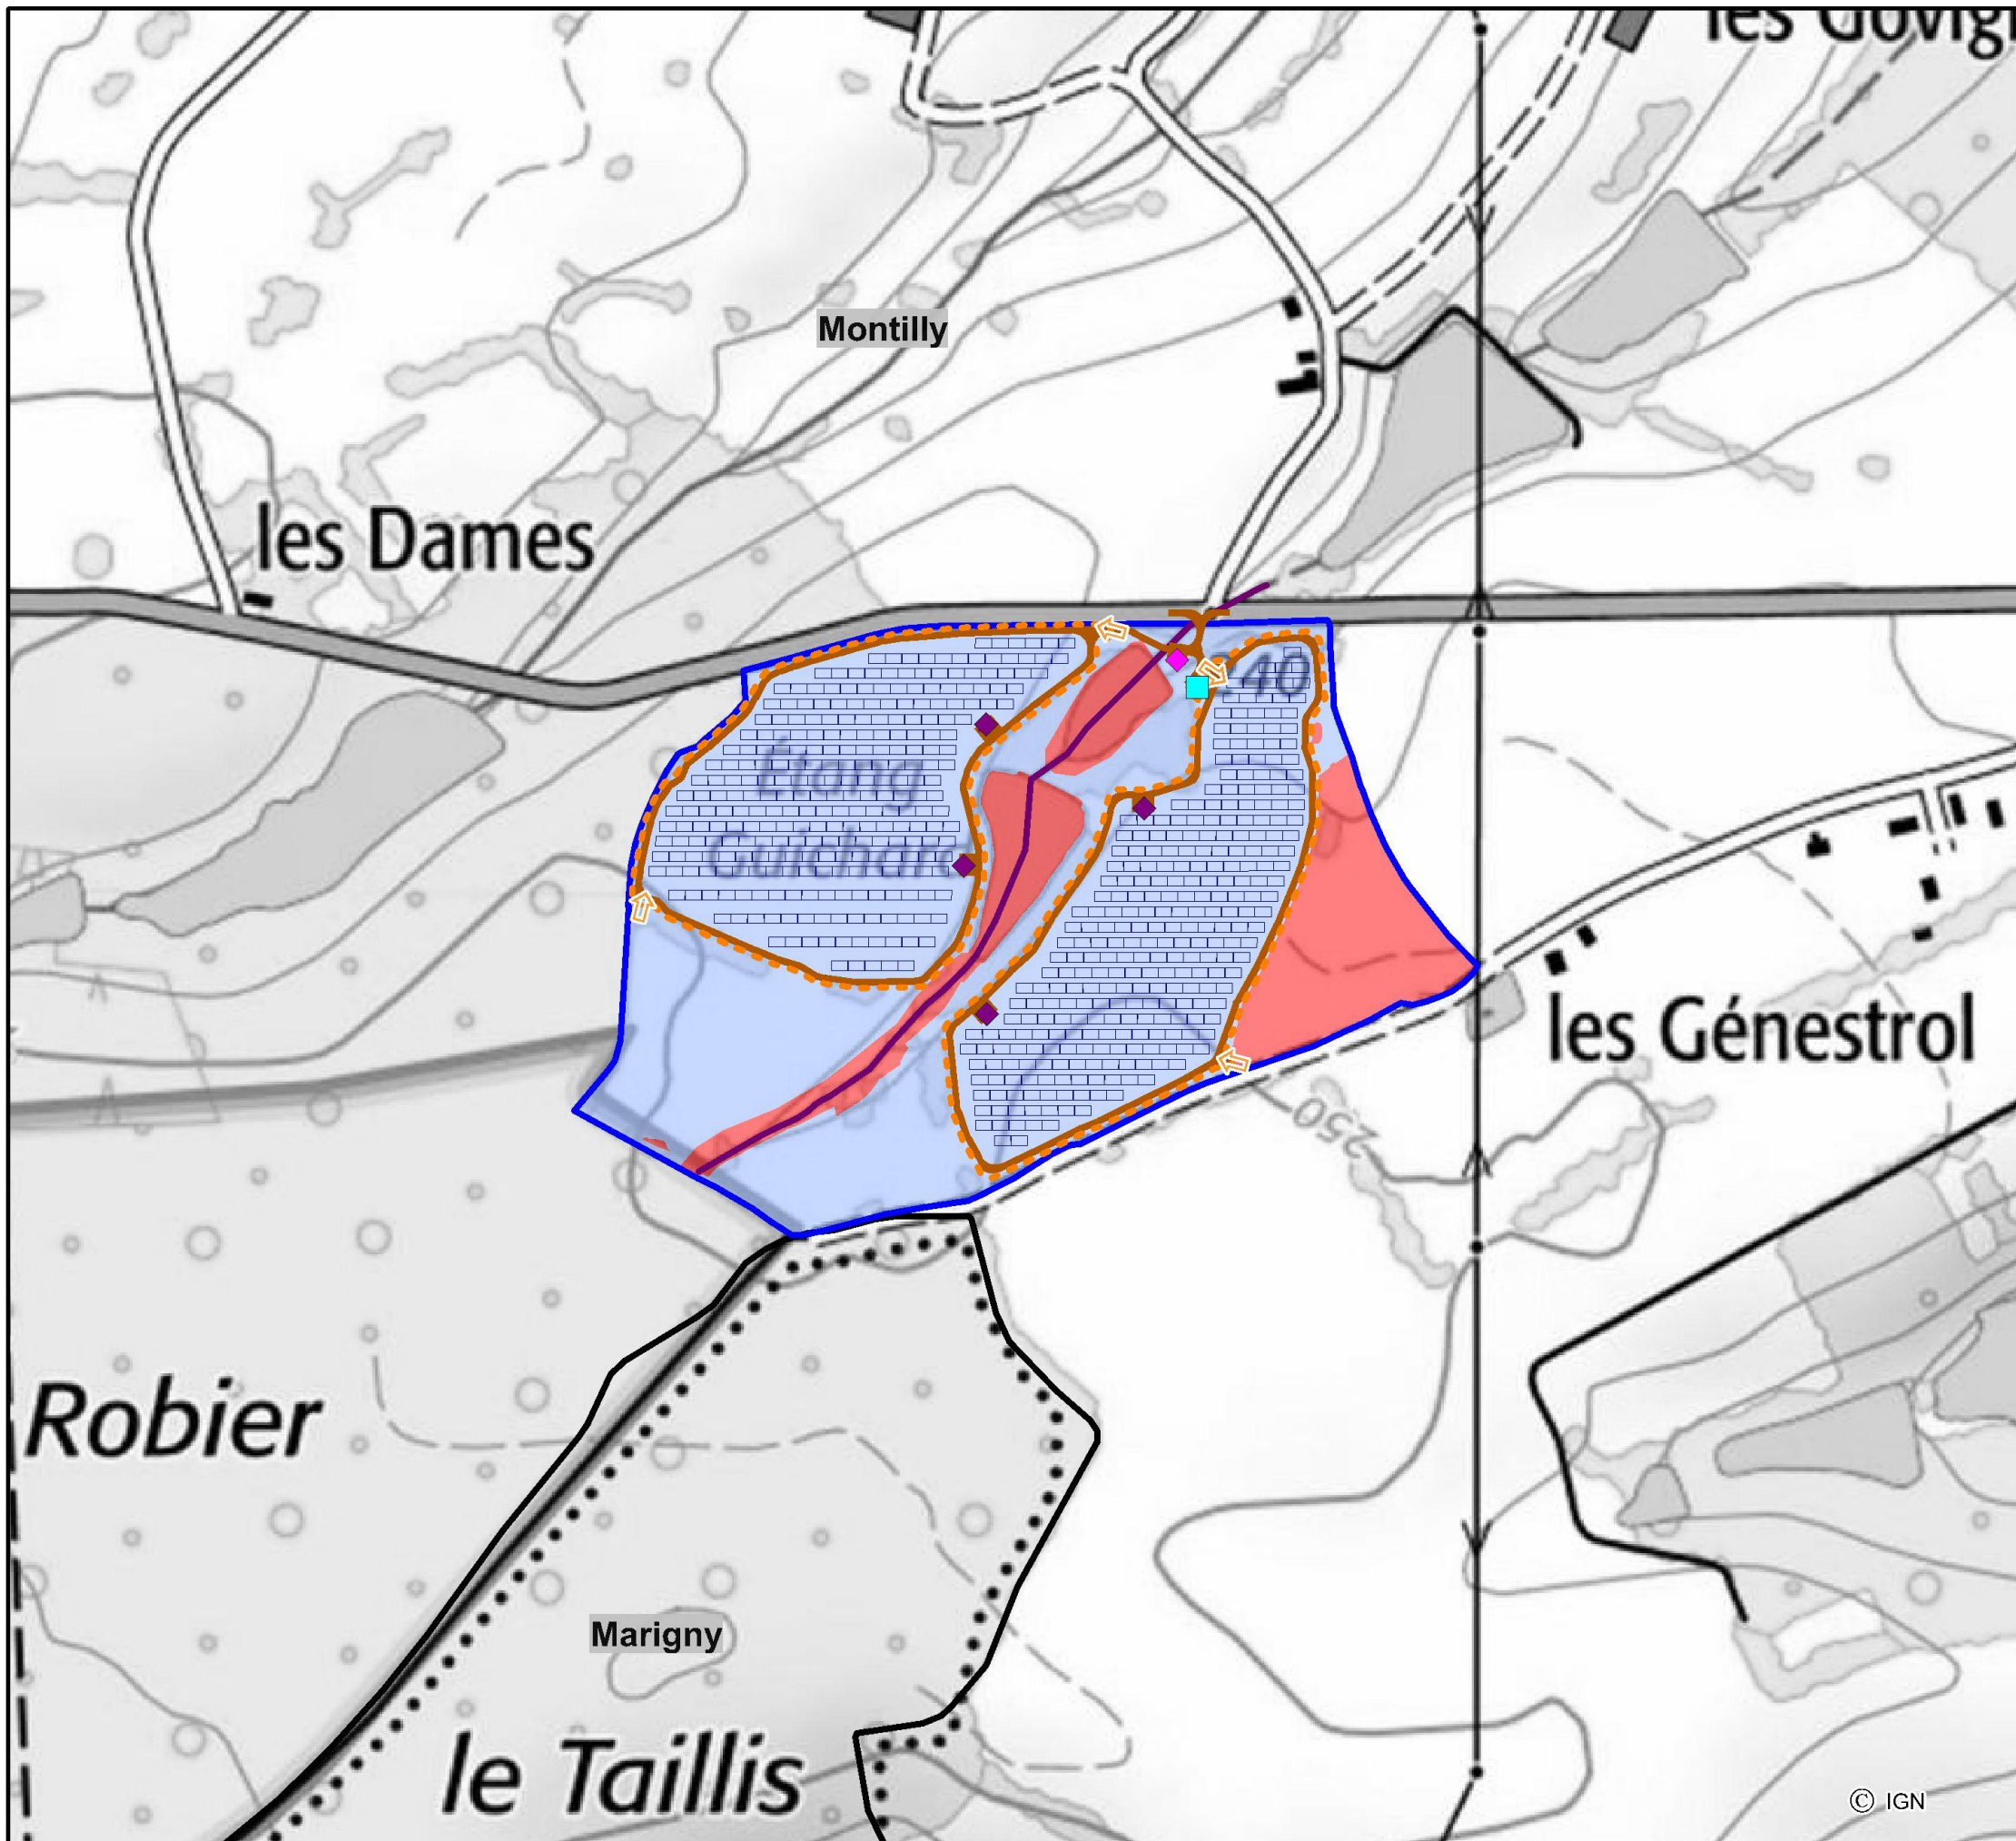 les Govign
Montilly
les Dames
240
Étang
Guichard
les Génestrol
250
Robier
Marigny
le Taillis
© IGN